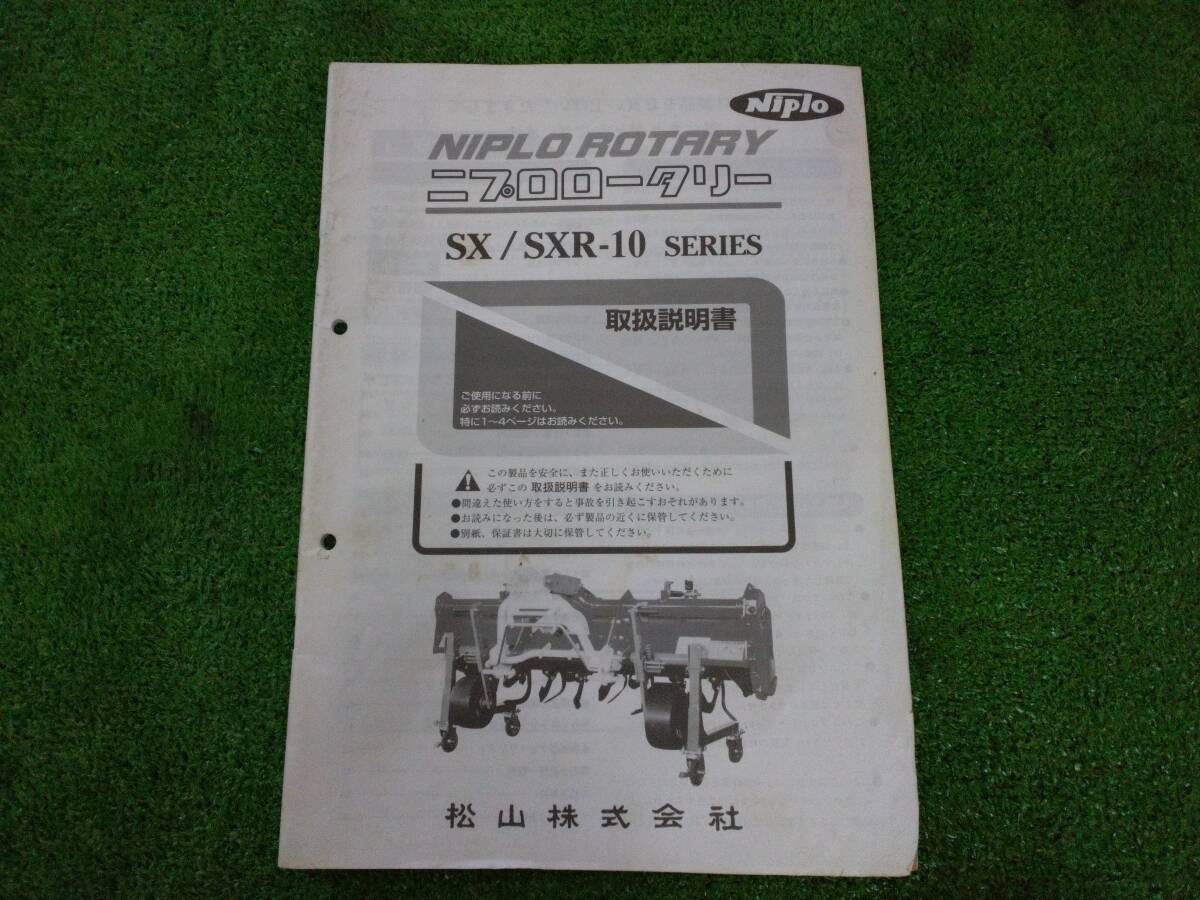 Niplo
NIPLO ROTARY
ニプロロータリー
SX / SXR-10 SERIES
取扱説明書
ご使用になる前に
必ずお読みください。
特に1〜4ページはお読みください。
この製品を安全に、また正しくお使いいただくために
必ずこの 取扱説明書 をお読みください。
●間違えた使い方をすると事故を引き起こすおそれがあります。
●お読みになった後は、必ず製品の近くに保管してください。
●別紙、保証書は大切に保管してください。
松山株式会社